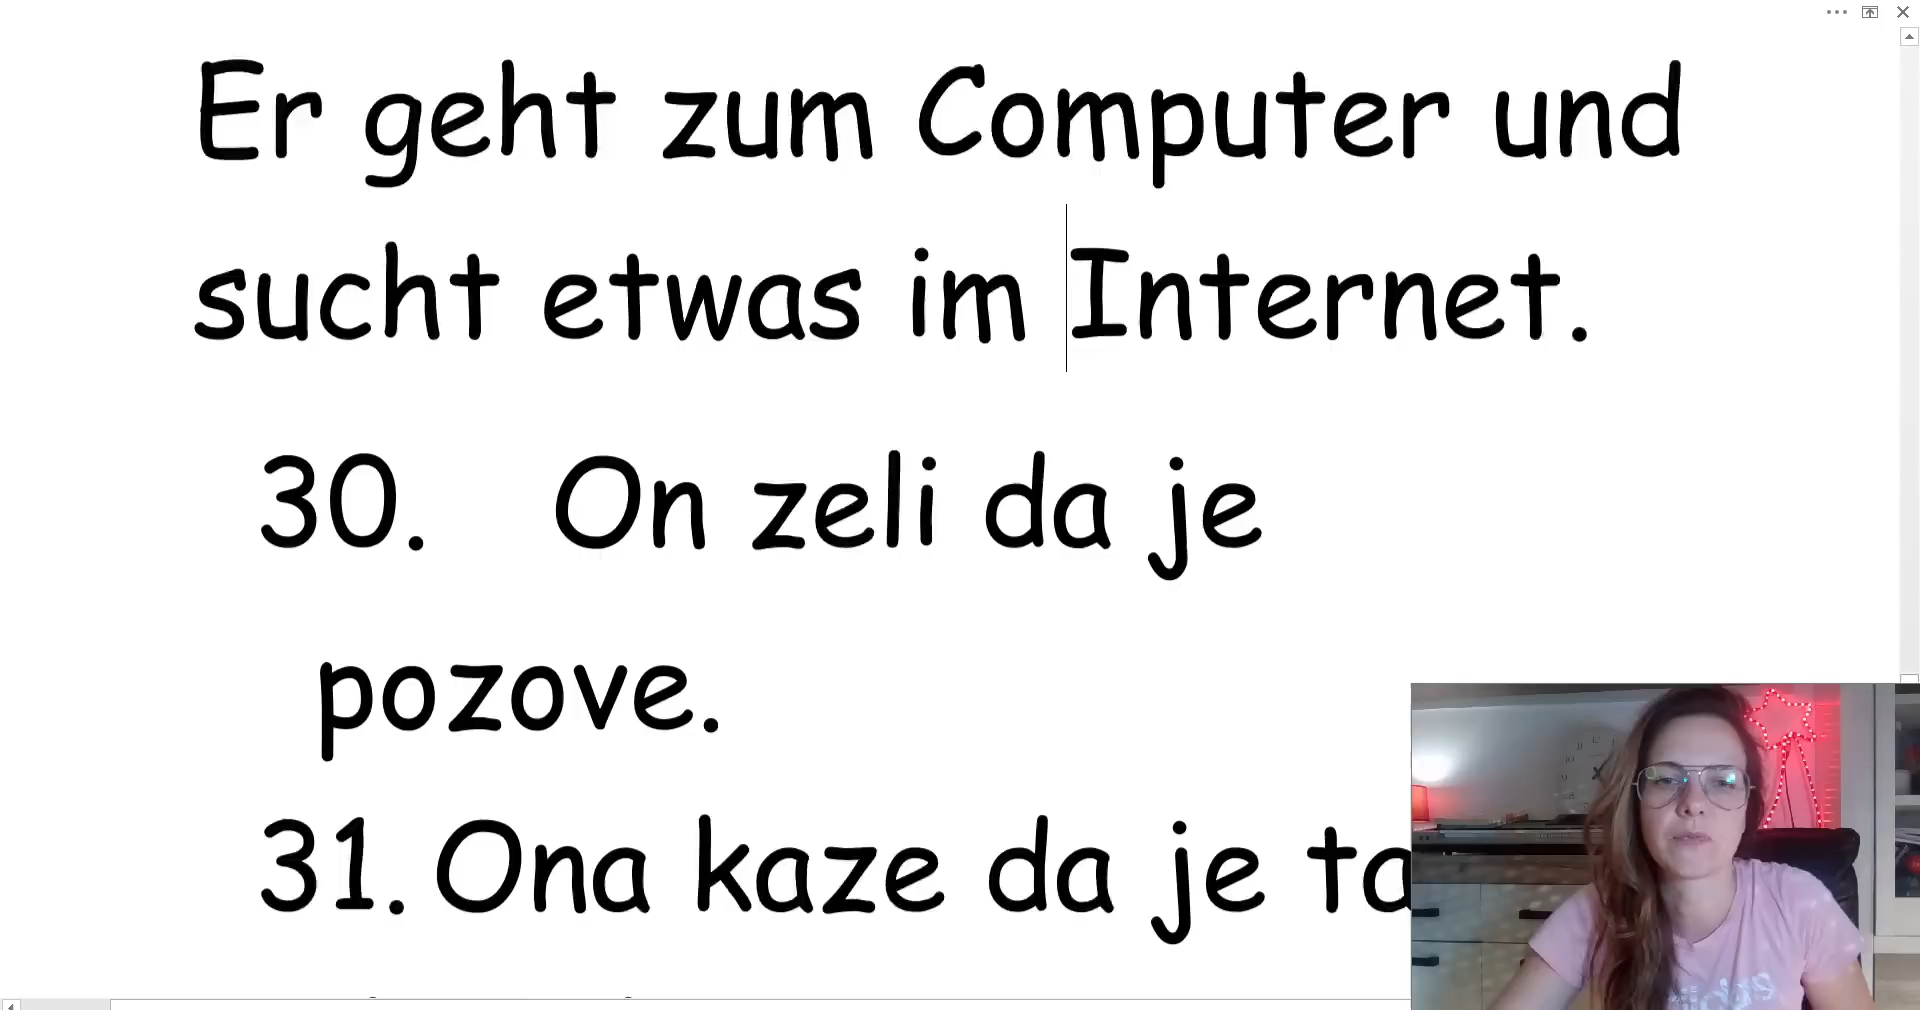 Er geht zum Computer und
sucht etwas im Internet.
30. On zeli da je
pozove.
31. Ona kaze da je